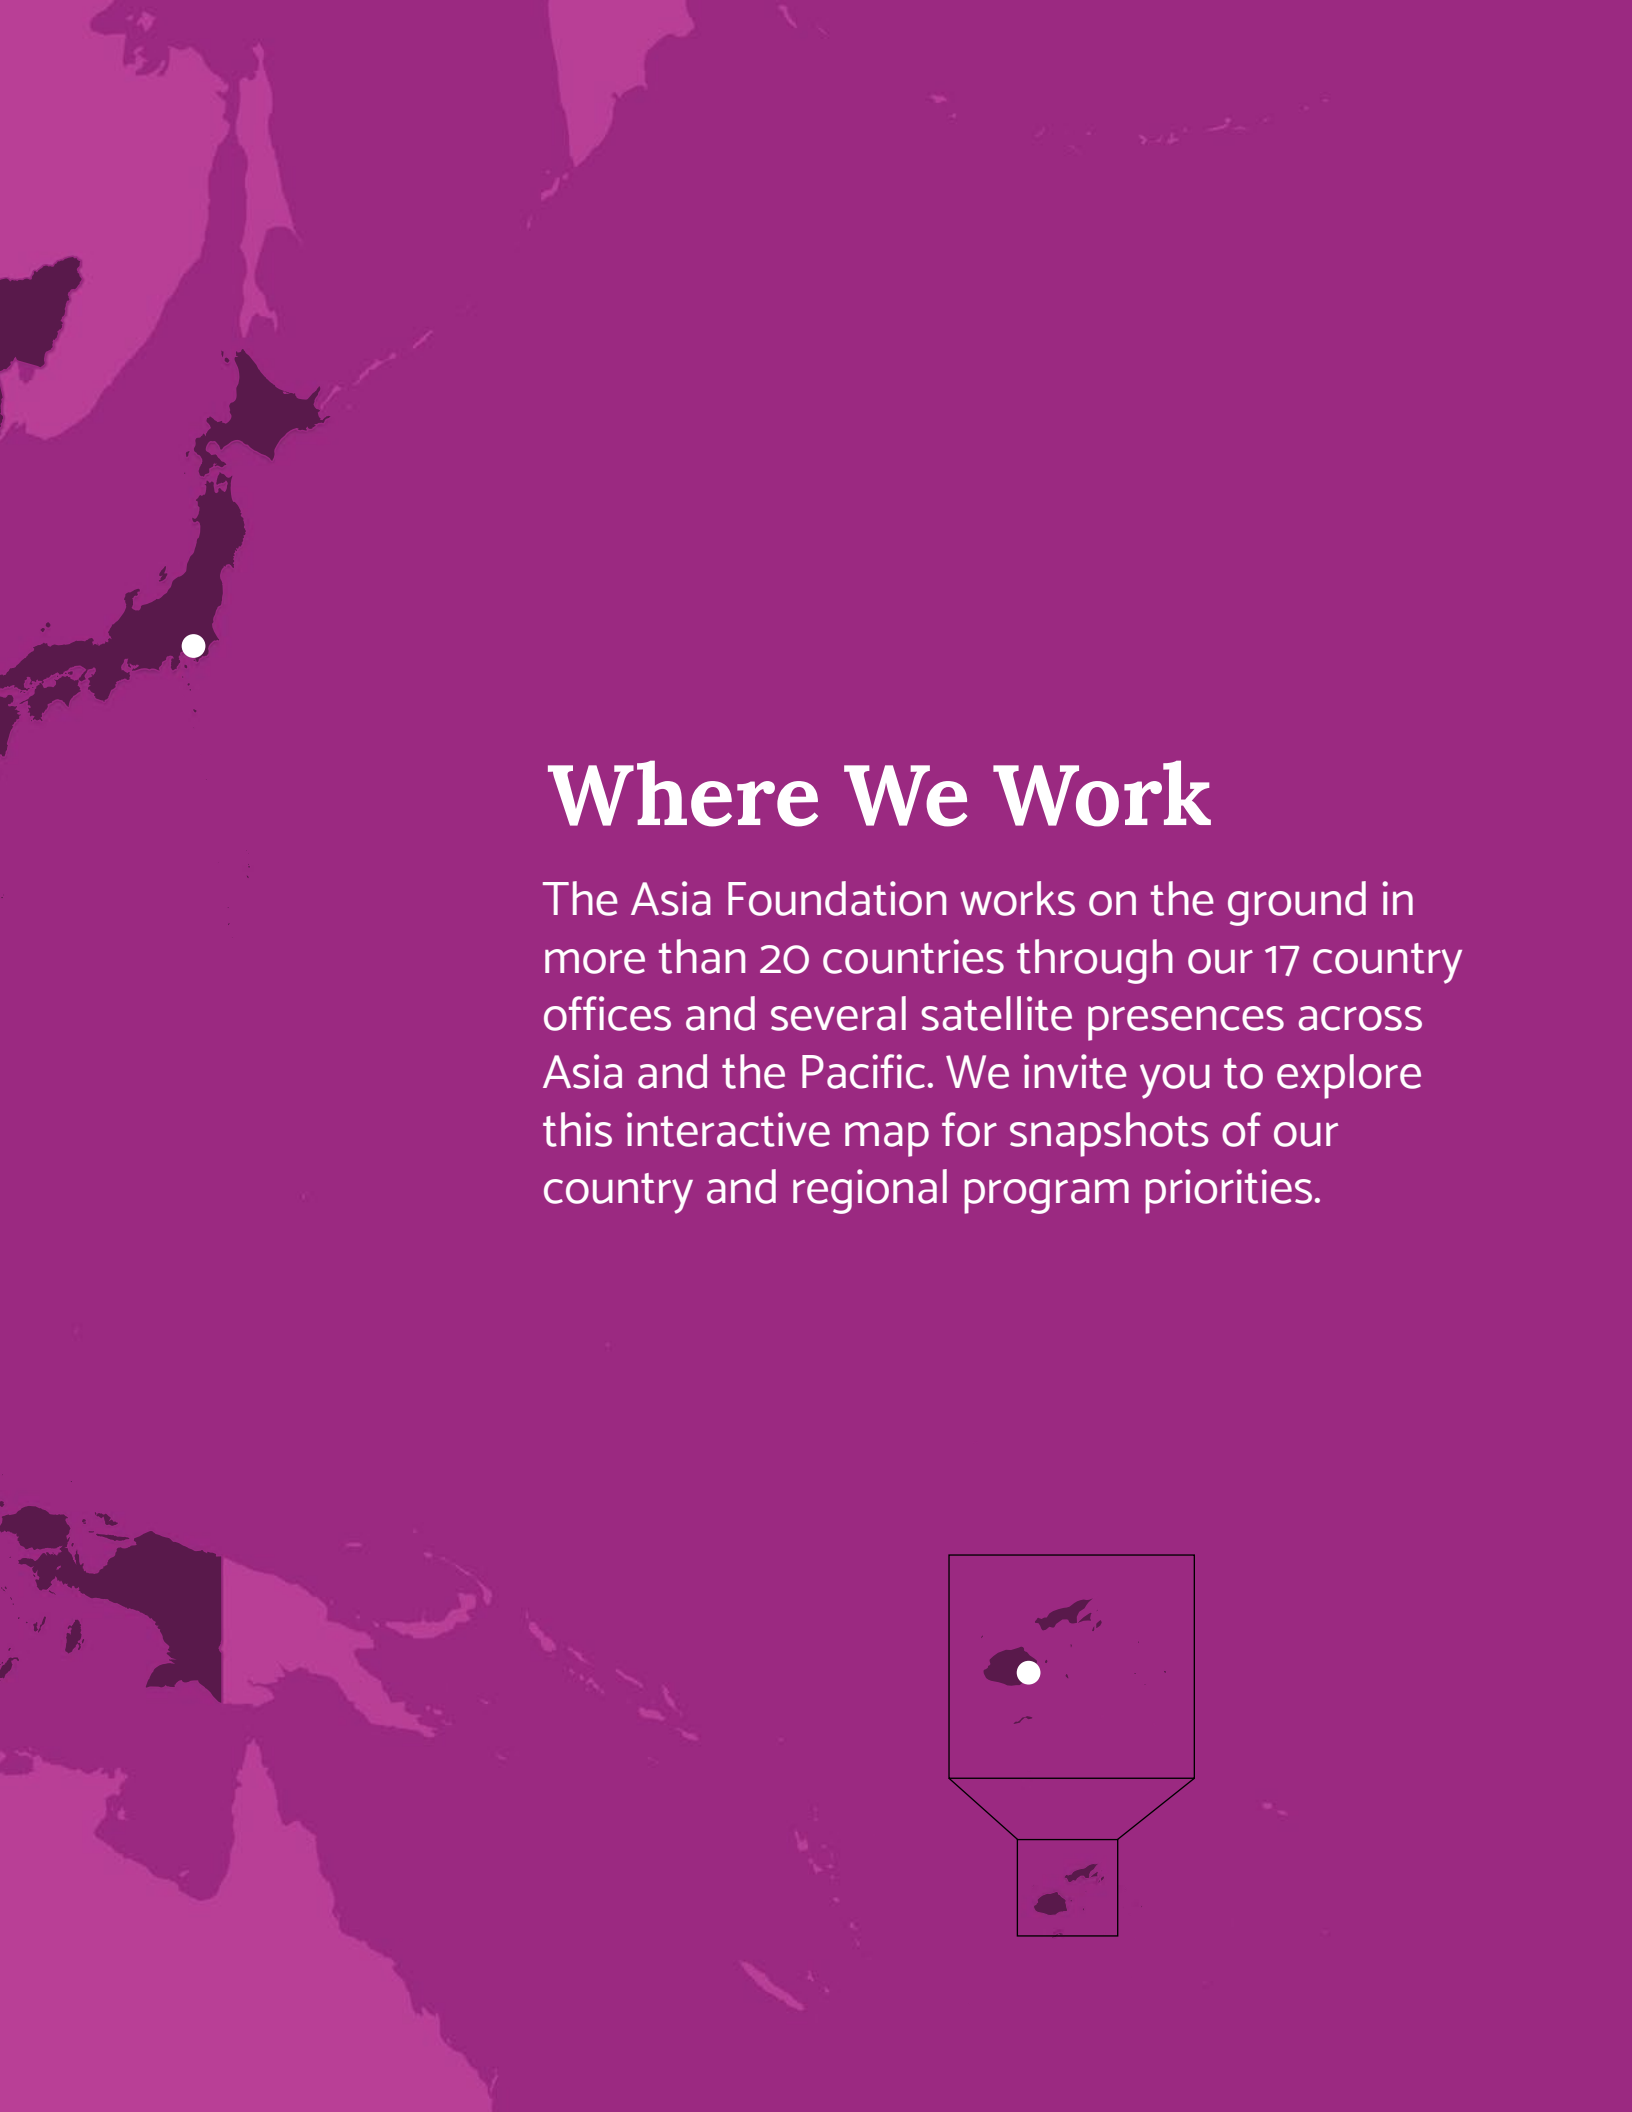 Where We Work
The Asia Foundation works on the ground in
more than 20 countries through our 17 country
offices and several satellite presences across
Asia and the Pacific. We invite you to explore
this interactive map for snapshots of our
country and regional program priorities.